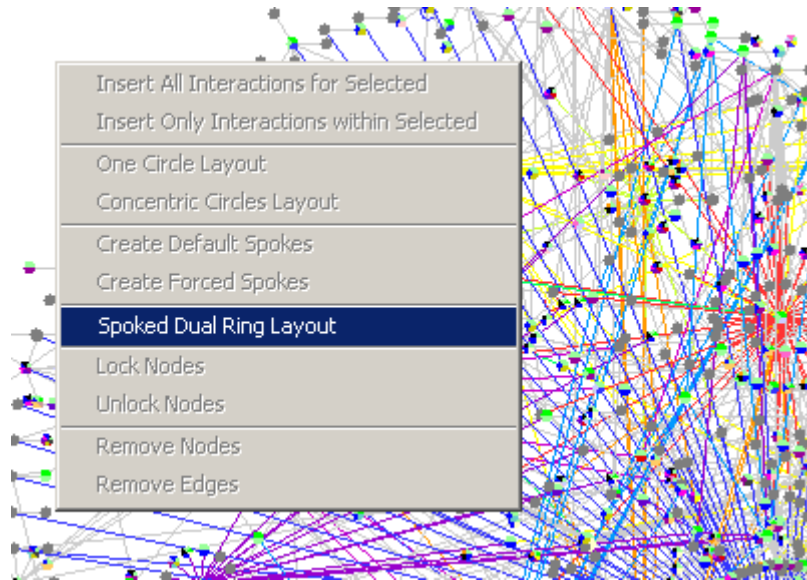 Insert All Interactions for Selected
Insert Only Interactions within Selected
One Circle Layout
Concentric Circles Layout
Create Default Spokes
Create Forced Spokes
Spoked Dual Ring Layout
Lock Nodes
Unlock Nodes
Remove Nodes
Remove Edges